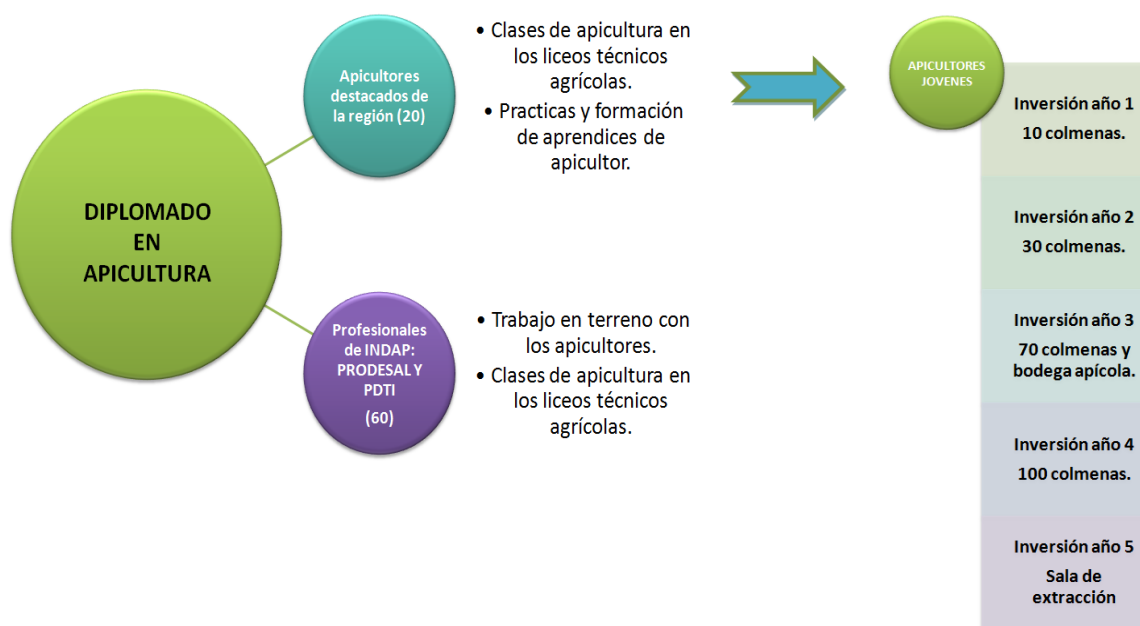 DIPLOMADO
EN
APICULTURA
Apicultores
destacados de
la región (20)
• Clases de apicultura en
los liceos técnicos
agrícolas.
• Practicas y formación
de aprendices de
apicultor.
Profesionales
de INDAP:
PRODESAL Y
PDTI
(60)
• Trabajo en terreno con
los apicultores.
• Clases de apicultura en
los liceos técnicos
agrícolas.
APICULTORES
JOVENES
Inversión año 1
10 colmenas.
Inversión año 2
30 colmenas.
Inversión año 3
70 colmenas y
bodega apícola.
Inversión año 4
100 colmenas.
Inversión año 5
Sala de
extracción